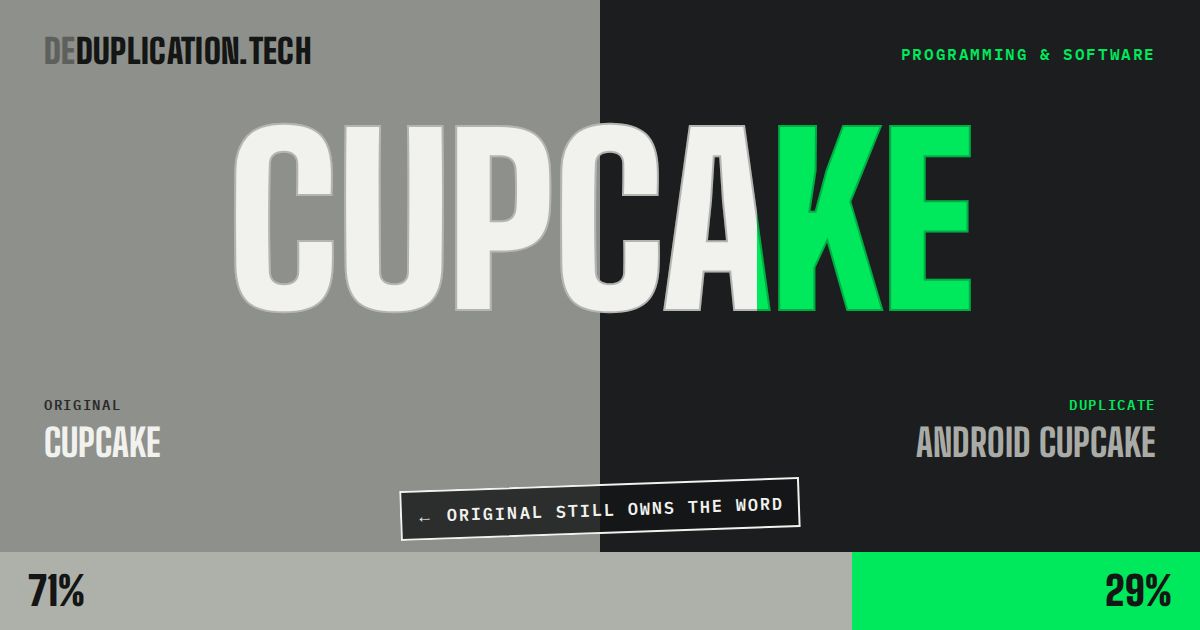 DEDUPLICATION.TECH
PROGRAMMING & SOFTWARE
CUPCAKE
ORIGINAL
CUPCAKE
DUPLICATE
ANDROID CUPCAKE
← ORIGINAL STILL OWNS THE WORD
71%
29%